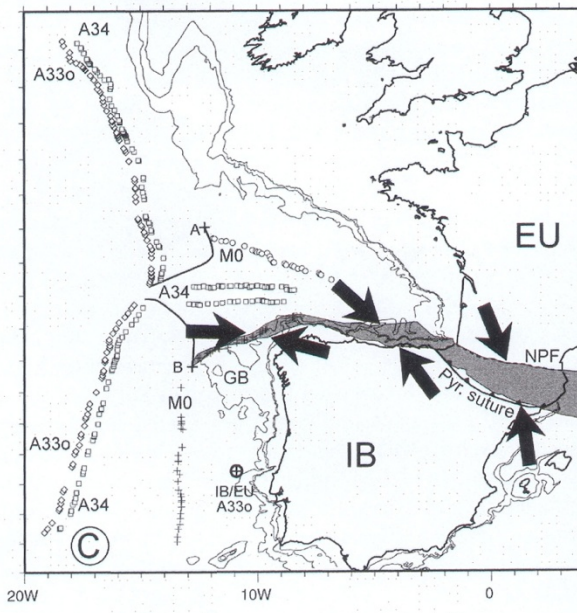 A34
A33o
A
M0
EU
A34
NPF
B
GB
M0
Pyr. suture
A33o
IB
IB/EU
A33o
A34
C
20W
10W
0